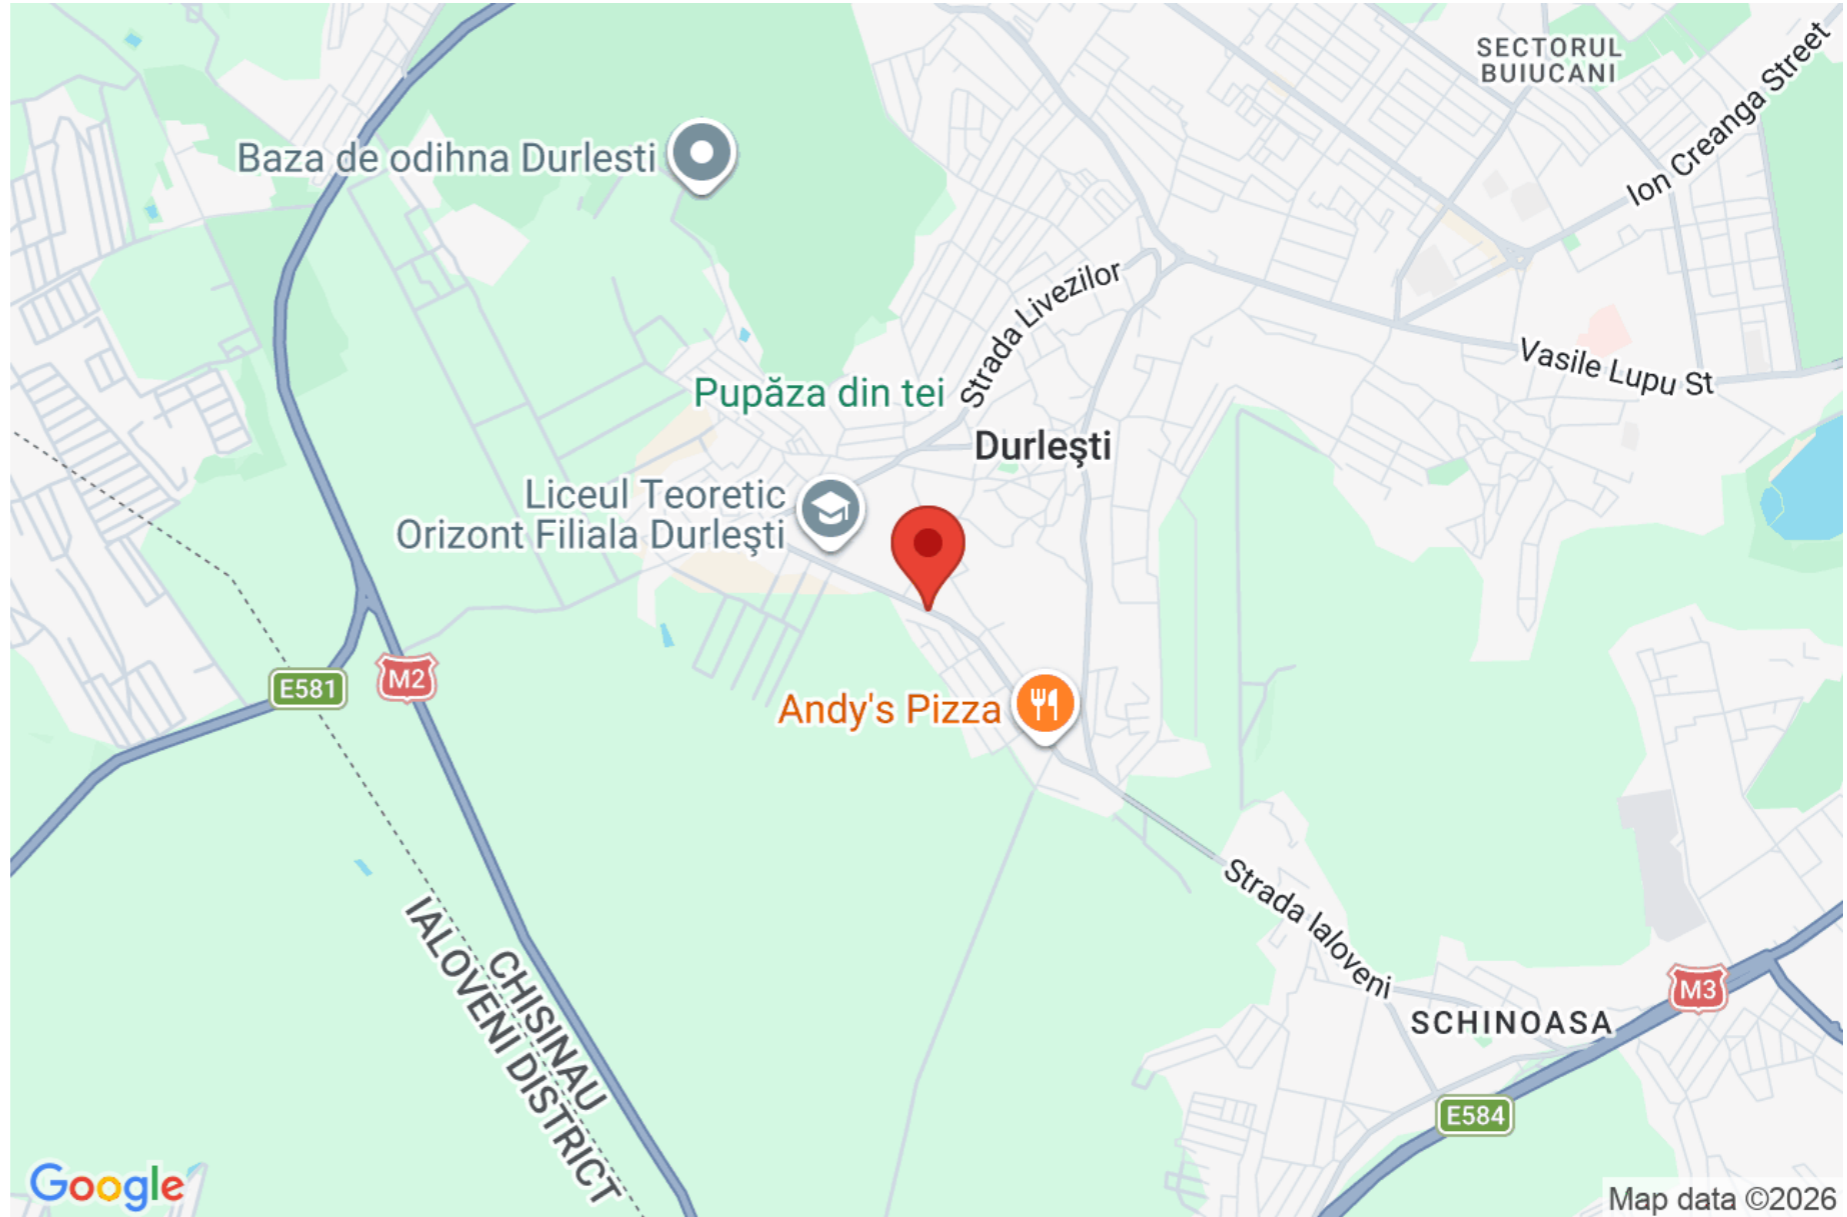 SECTORUL
BUIUCANI
Ion Creanga Street
Baza de odihna Durlesti
Strada Livezilor
Vasile Lupu St
Pupăza din tei
Durleşti
Liceul Teoretic
Orizont Filiala Durleşti
E581
M2
Andy's Pizza
Strada Ialoveni
CHISINAU
IALOVENI DISTRICT
M3
SCHINOASA
E584
Google
Map data ©2026